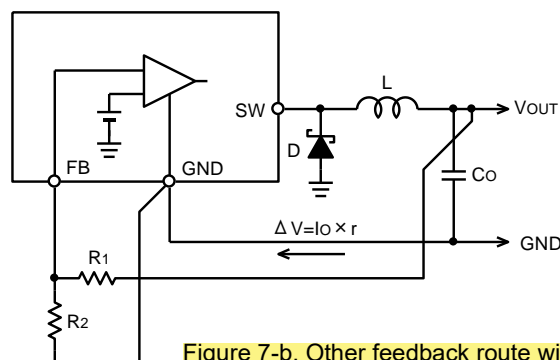 L
SW
VOUT
D
FB
GND
CO
ΔV=IO×r
GND
R1
R2
Figure 7-b. Other feedback route wi